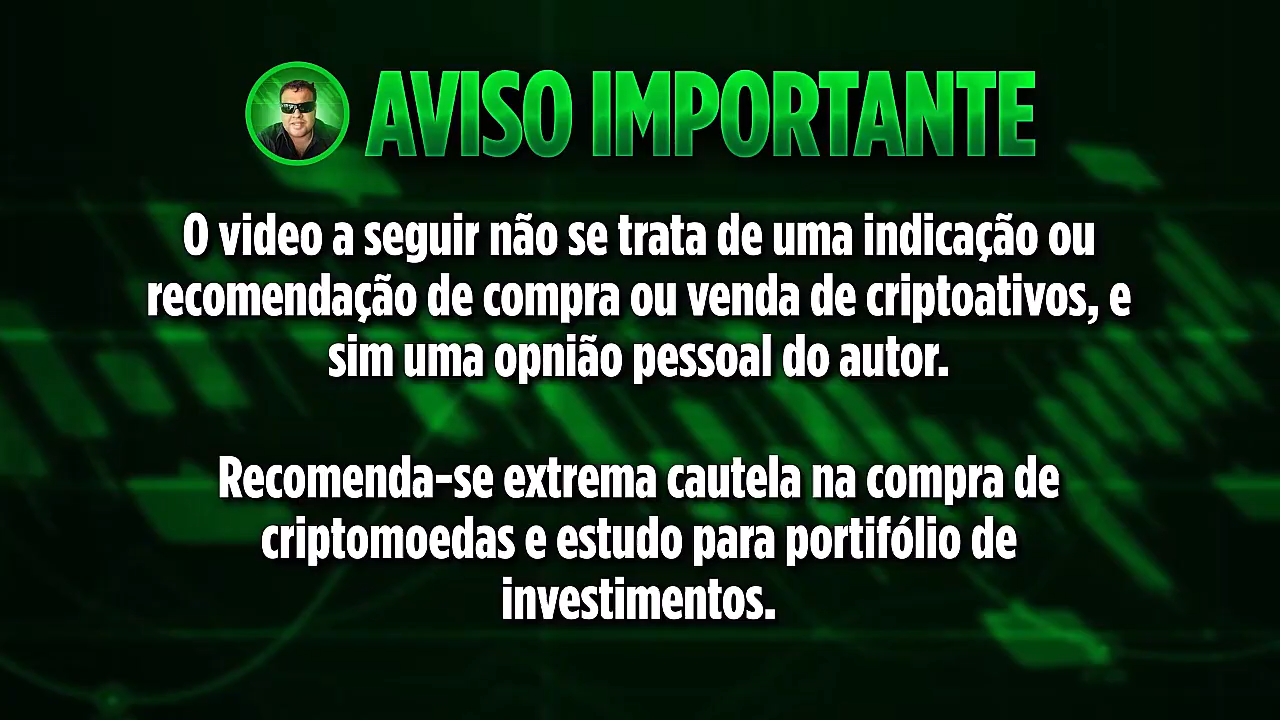 AVISO IMPORTANTE
O video a seguir não se trata de uma indicação ou
recomendação de compra ou venda de criptoativos, e
sim uma opnião pessoal do autor.
Recomenda-se extrema cautela na compra de
criptomoedas e estudo para portifólio de
investimentos.